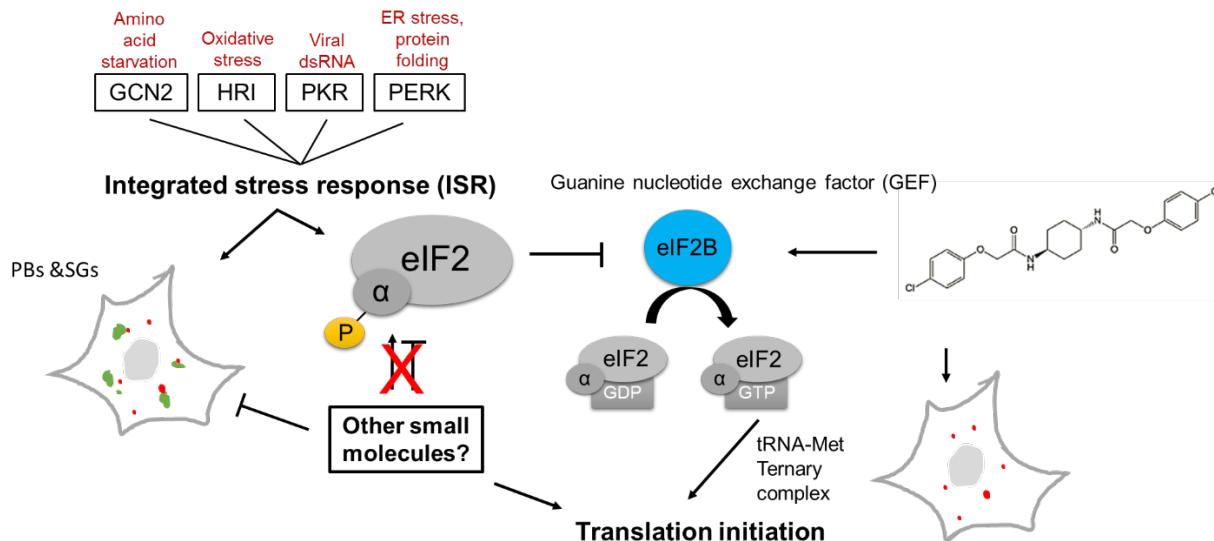 Amino
acid
starvation
Oxidative
stress
Viral
dsRNA
ER stress,
protein
folding
GCN2
HRI
PKR
PERK
Integrated stress response (ISR)
Guanine nucleotide exchange factor (GEF)
PBs &SGs
eIF2
α
P
eIF2B
eIF2
α
GDP
eIF2
α
GTP
Cl
O
O
N
H
H
N
O
O
Other small
molecules?
tRNA-Met
Ternary
complex
Translation initiation